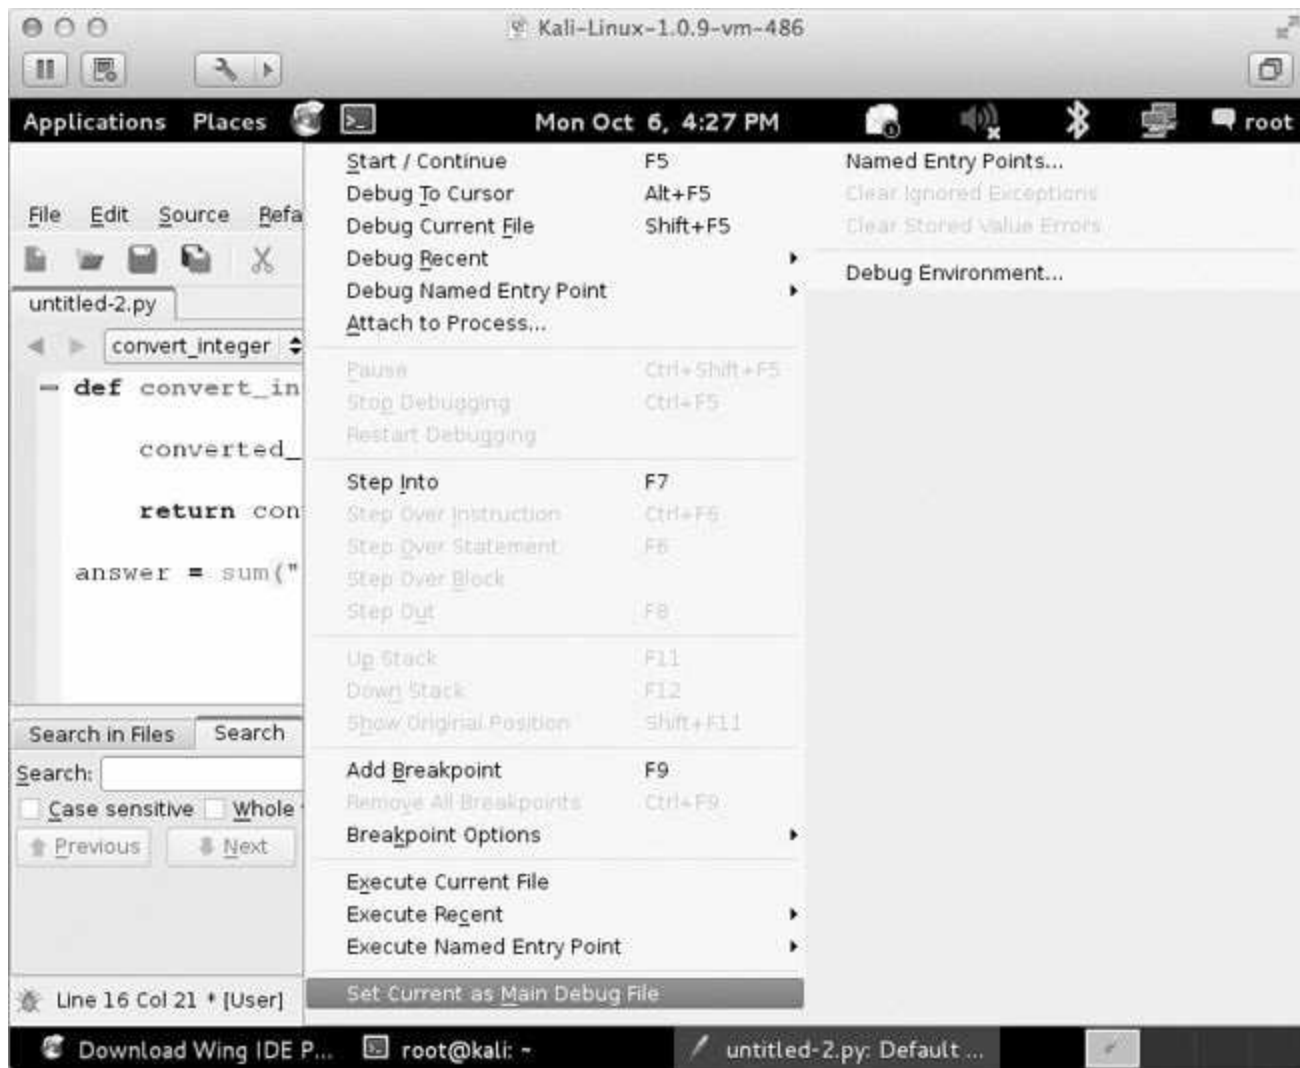 Kali-Linux-1.0.9-vm-486
Applications Places Mon Oct 6, 4:27 PM root
File Edit Source Refa
untitled-2.py
convert_integer
def convert_in
converted_
return con
answer = sum("
Search in Files Search
Search:
Case sensitive Whole
Previous Next
Line 16 Col 21 * [User]
Start / Continue F5
Debug To Cursor Alt+F5
Debug Current File Shift+F5
Debug Recent
Debug Named Entry Point
Attach to Process...
Pause Ctrl+Shift+F5
Stop Debugging Ctrl+F5
Restart Debugging
Step Into F7
Step Over Instruction Ctrl+F6
Step Over Statement F6
Step Over Block
Step Out F8
Up Stack F11
Down Stack F12
Show Original Position Shift+F11
Add Breakpoint F9
Remove All Breakpoints Ctrl+F9
Breakpoint Options
Execute Current File
Execute Recent
Execute Named Entry Point
Set Current as Main Debug File
Named Entry Points...
Clear Ignored Exceptions
Clear Stored Value Errors
Debug Environment...
Download Wing IDE P... root@kali: ~ untitled-2.py: Default ...